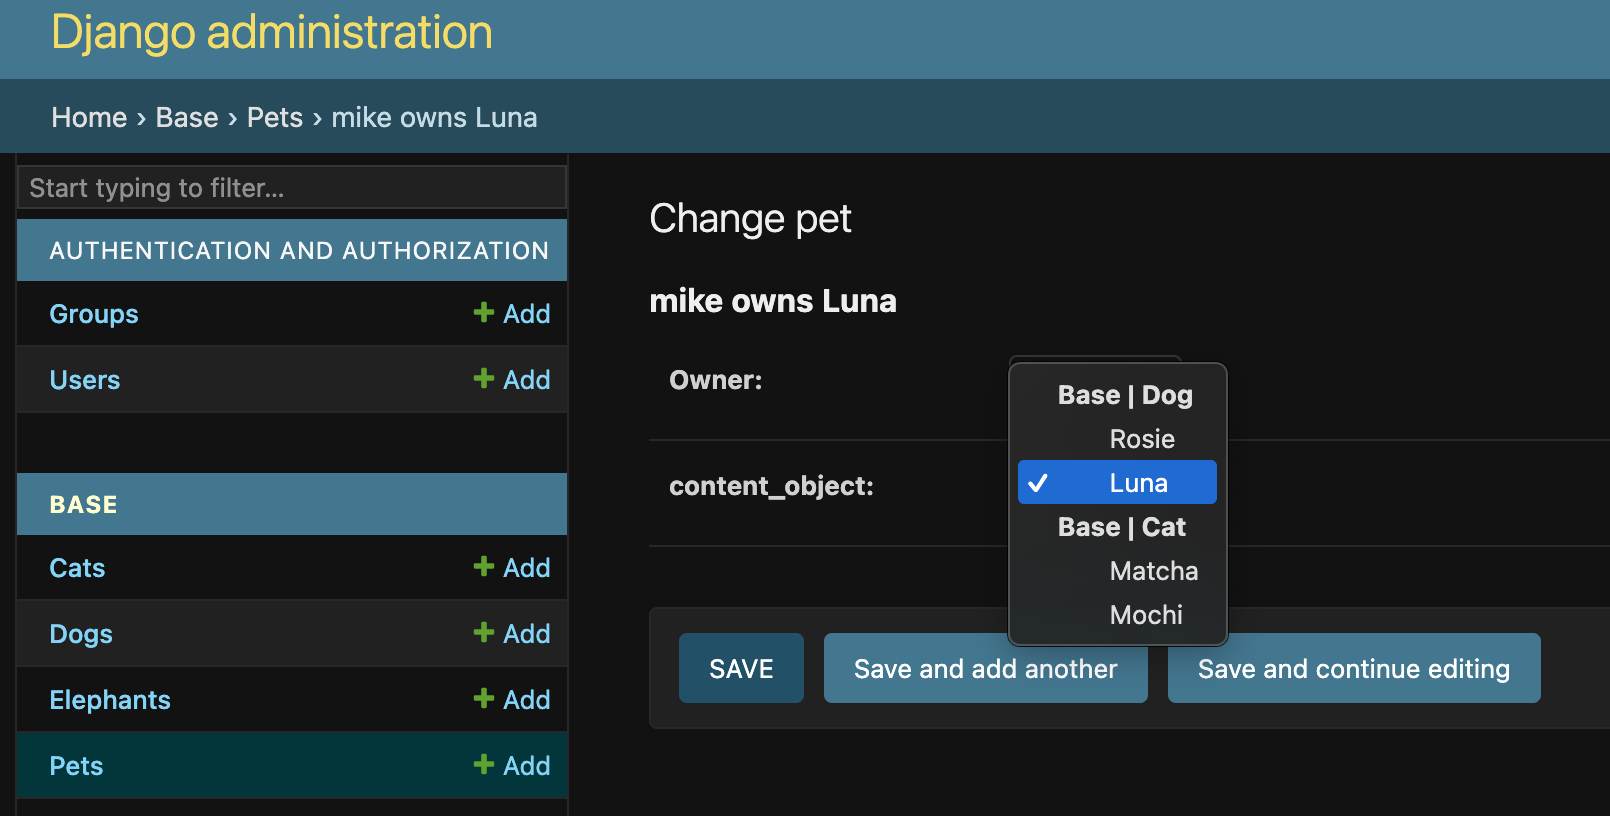 Django administration
Home › Base › Pets › mike owns Luna
Start typing to filter...
AUTHENTICATION AND AUTHORIZATION
Groups + Add
Users + Add
BASE
Cats + Add
Dogs + Add
Elephants + Add
Pets + Add
Change pet
mike owns Luna
Owner:
content_object:
Base | Dog
Rosie
✓ Luna
Base | Cat
Matcha
Mochi
SAVE
Save and add another
Save and continue editing